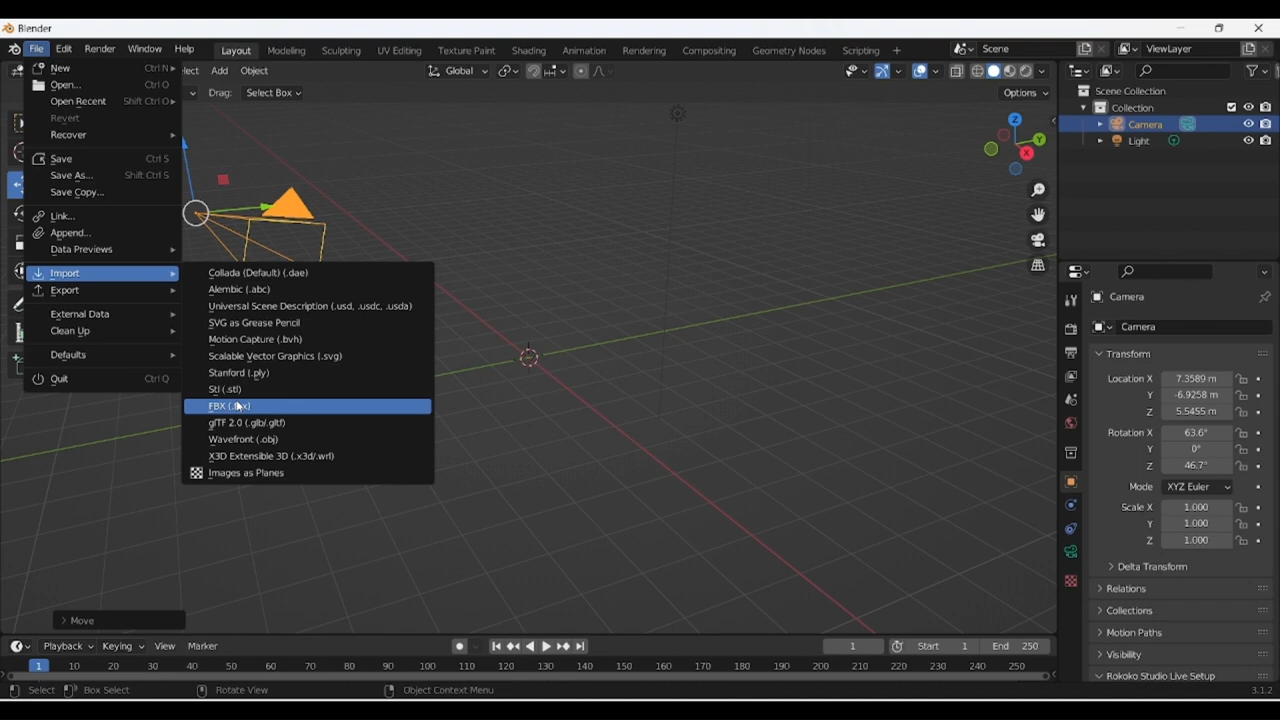 Blender
File Edit Render Window Help Layout Modeling Sculpting UV Editing Texture Paint Shading Animation Rendering Compositing Geometry Nodes Scripting + Scene ViewLayer
New Ctrl N
Open... Ctrl O
Open Recent Shift Ctrl O
Revert
Recover
Save Ctrl S
Save As... Shift Ctrl S
Save Copy...
Link...
Append...
Data Previews
Import
Export
External Data
Clean Up
Defaults
Quit Ctrl Q
Collada (Default) (.dae)
Alembic (.abc)
Universal Scene Description (.usd, .usdc, .usda)
SVG as Grease Pencil
Motion Capture (.bvh)
Scalable Vector Graphics (.svg)
Stanford (.ply)
Stl (.stl)
FBX
glTF 2.0 (.glb/.gltf)
Wavefront (.obj)
X3D Extensible 3D (.x3d/.wrl)
Images as Planes
Add Object Global
Drag: Select Box Options
Z
Y
X
Scene Collection
Collection
Camera
Light
Camera
Camera
Transform
Location X 7.3589 m
Y -6.9258 m
Z 5.5455 m
Rotation X 63.6°
Y 0°
Z 46.7°
Mode XYZ Euler
Scale X 1.000
Y 1.000
Z 1.000
Delta Transform
Relations
Collections
Motion Paths
Visibility
Rokoko Studio Live Setup
Move
Playback Keying View Marker 1 Start 1 End 250
1 10 20 30 40 50 60 70 80 90 100 110 120 130 140 150 160 170 180 190 200 210 220 230 240 250
Select Box Select Rotate View Object Context Menu 3.1.2